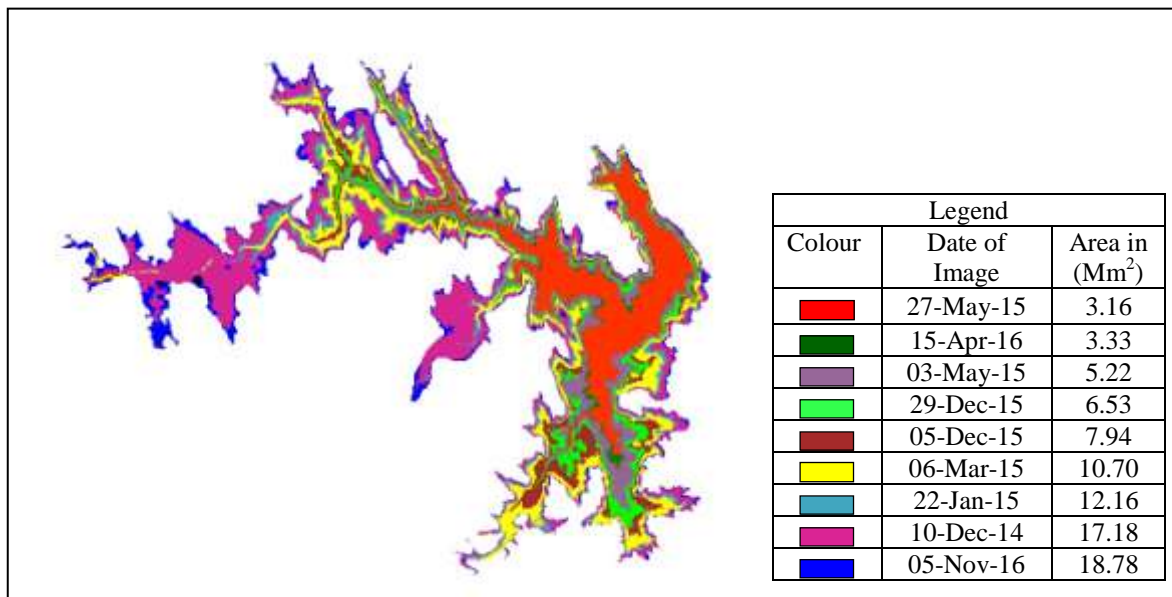 Legend
Colour Date of Image Area in (Mm²)
27-May-15 3.16
15-Apr-16 3.33
03-May-15 5.22
29-Dec-15 6.53
05-Dec-15 7.94
06-Mar-15 10.70
22-Jan-15 12.16
10-Dec-14 17.18
05-Nov-16 18.78